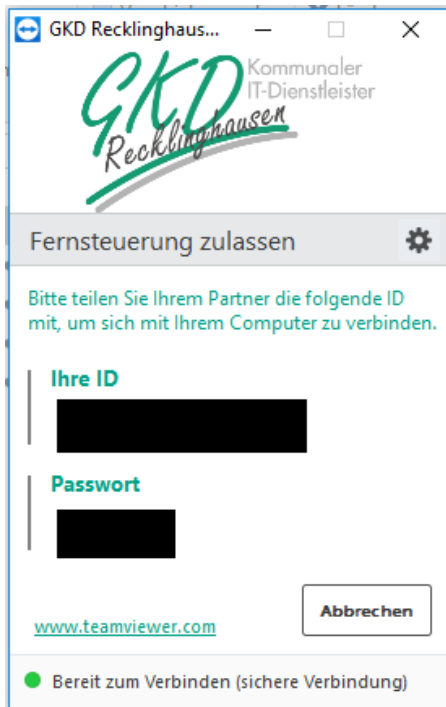 GKD Recklinghaus...
GKD
Recklinghausen
Kommunaler
IT-Dienstleister
Fernsteuerung zulassen
Bitte teilen Sie Ihrem Partner die folgende ID
mit, um sich mit Ihrem Computer zu verbinden.
Ihre ID
Passwort
Abbrechen
www.teamviewer.com
Bereit zum Verbinden (sichere Verbindung)